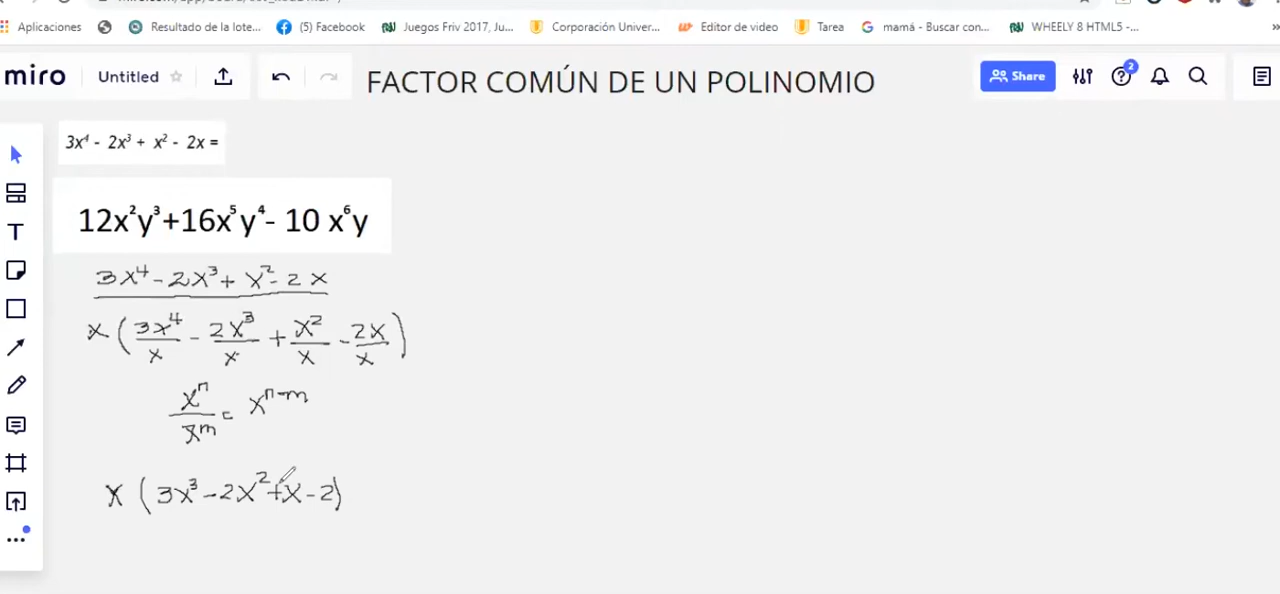 Aplicaciones Resultado de la lote... (5) Facebook Juegos Friv 2017, Ju... Corporación Univer... Editor de video Tarea mamá - Buscar con... WHEELY 8 HTML5 -... »
miro Untitled FACTOR COMÚN DE UN POLINOMIO Share 2
3x⁴ - 2x³ + x² - 2x =
12x²y³+16x⁵y⁴- 10 x⁶y
3x⁴ - 2x³ + x² - 2x
x ( 3x⁴/x - 2x³/x + x²/x - 2x/x )
xⁿ/xᵐ = xⁿ⁻ᵐ
x ( 3x³ - 2x² + x - 2)